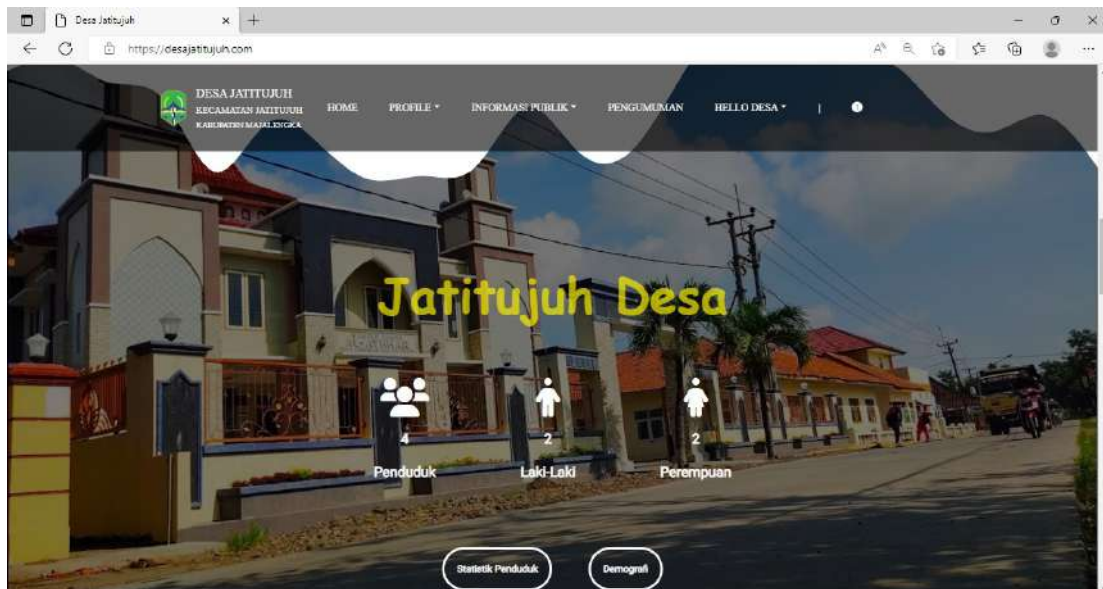 Desa Jatitujuh
https://desajatitujuh.com
DESA JATITUJUH
KECAMATAN JATITUJUH
KABUPATEN MAJALENGKA
HOME PROFILE INFORMASI PUBLIK PENGUMUMAN HELLO DESA |
Jatitujuh Desa
4 2 2
Penduduk Laki-Laki Perempuan
Statistik Penduduk Demografi